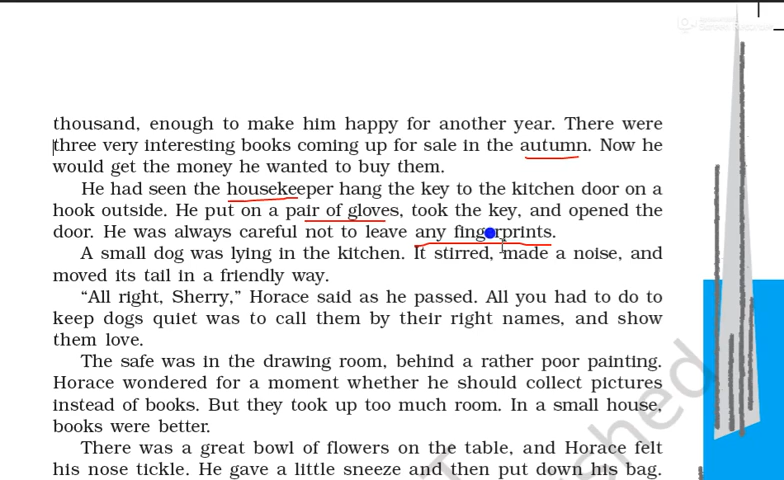 thousand, enough to make him happy for another year. There were
three very interesting books coming up for sale in the autumn. Now he
would get the money he wanted to buy them.
He had seen the housekeeper hang the key to the kitchen door on a
hook outside. He put on a pair of gloves, took the key, and opened the
door. He was always careful not to leave any fingerprints.
A small dog was lying in the kitchen. It stirred, made a noise, and
moved its tail in a friendly way.
“All right, Sherry,” Horace said as he passed. All you had to do to
keep dogs quiet was to call them by their right names, and show
them love.
The safe was in the drawing room, behind a rather poor painting.
Horace wondered for a moment whether he should collect pictures
instead of books. But they took up too much room. In a small house,
books were better.
There was a great bowl of flowers on the table, and Horace felt
his nose tickle. He gave a little sneeze and then put down his bag.